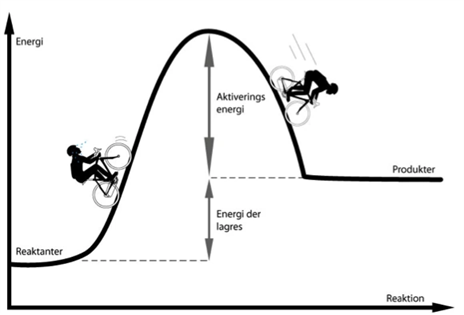 Energi
Aktiverings
energi
Produkter
Energi der
lagres
Reaktanter
Reaktion